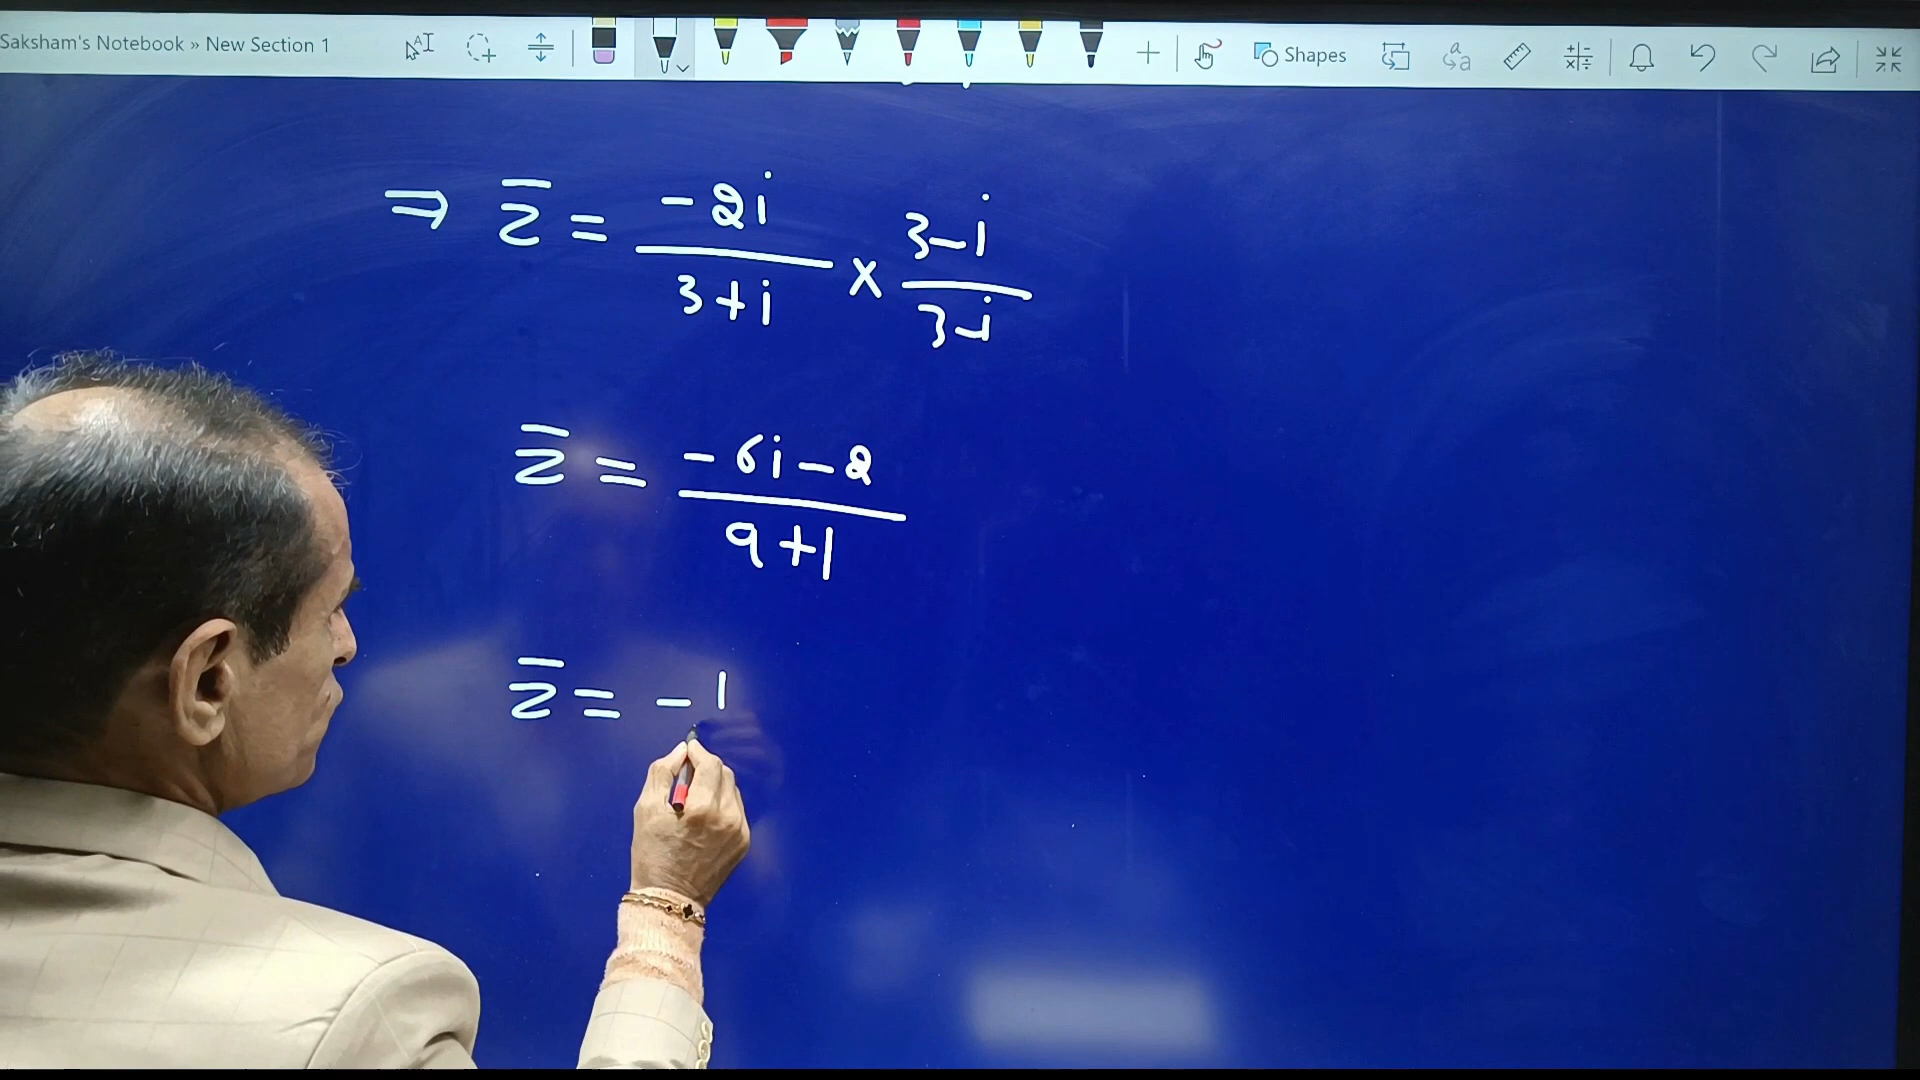 Saksham's Notebook » New Section 1
Shapes
⇒ z̅ = -2i / 3+i × 3-i / 3-i
z̅ = -6i-2 / 9+1
z̅ = -1